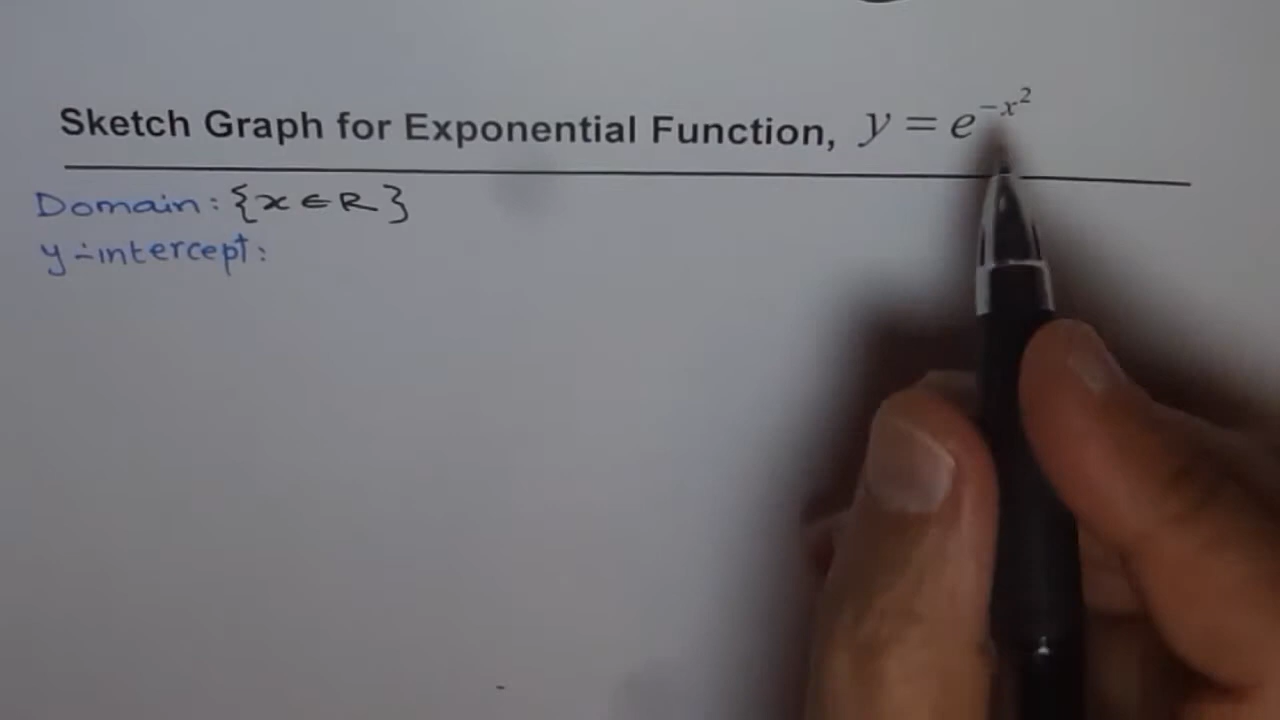 Sketch Graph for Exponential Function, y = e^{-x^2}
Domain: {x ∈ R}
y-intercept: